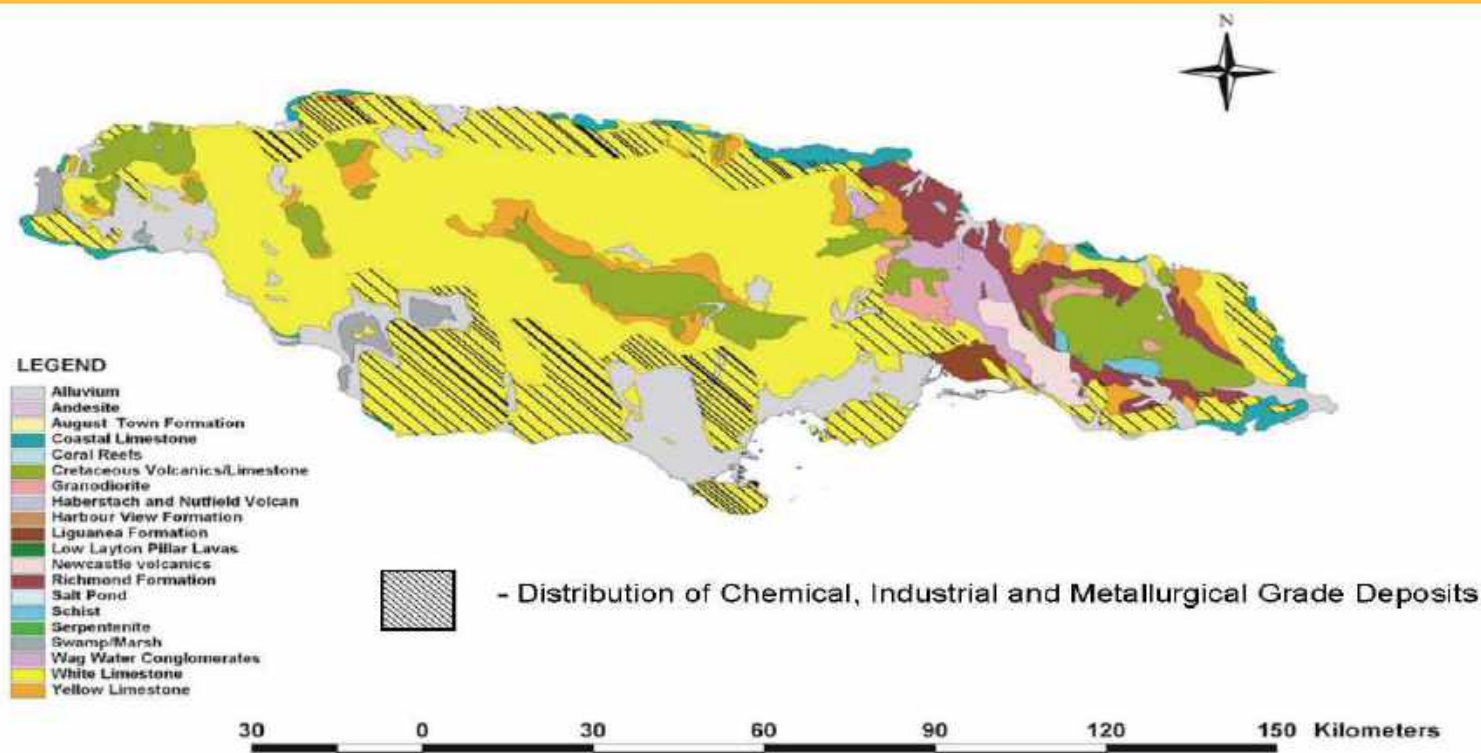 N
LEGEND
Alluvium
Andesite
August Town Formation
Coastal Limestone
Coral Reefs
Cretaceous Volcanics/Limestone
Granodiorite
Haberstach and Nutfield Volcan
Harbour View Formation
Liguanea Formation
Low Layton Pillar Lavas
Newcastle volcanics
Richmond Formation
Salt Pond
Schist
Serpentenite
Swamp/Marsh
Wag Water Conglomerates
White Limestone
Yellow Limestone
- Distribution of Chemical, Industrial and Metallurgical Grade Deposits
30 0 30 60 90 120 150 Kilometers